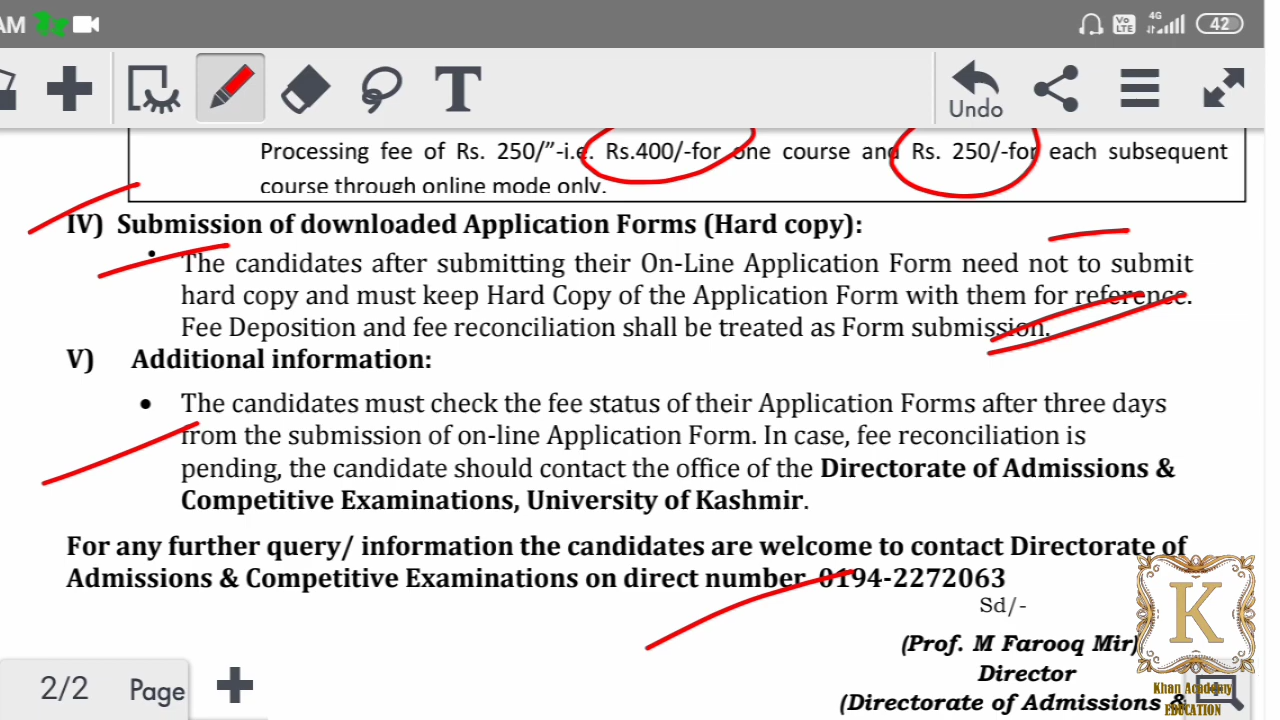 AM
Vo LTE 4G 42
T
Undo
Processing fee of Rs. 250/”-i.e. Rs.400/-for one course and Rs. 250/-for each subsequent
course through online mode only.
IV) Submission of downloaded Application Forms (Hard copy):
• The candidates after submitting their On-Line Application Form need not to submit
hard copy and must keep Hard Copy of the Application Form with them for reference.
Fee Deposition and fee reconciliation shall be treated as Form submission.
V) Additional information:
• The candidates must check the fee status of their Application Forms after three days
from the submission of on-line Application Form. In case, fee reconciliation is
pending, the candidate should contact the office of the Directorate of Admissions &
Competitive Examinations, University of Kashmir.
For any further query/ information the candidates are welcome to contact Directorate of
Admissions & Competitive Examinations on direct number 0194-2272063
Sd/-
(Prof. M Farooq Mir)
Director
(Directorate of Admissions &
K
Khan Academy
EDUCATION
2/2 Page